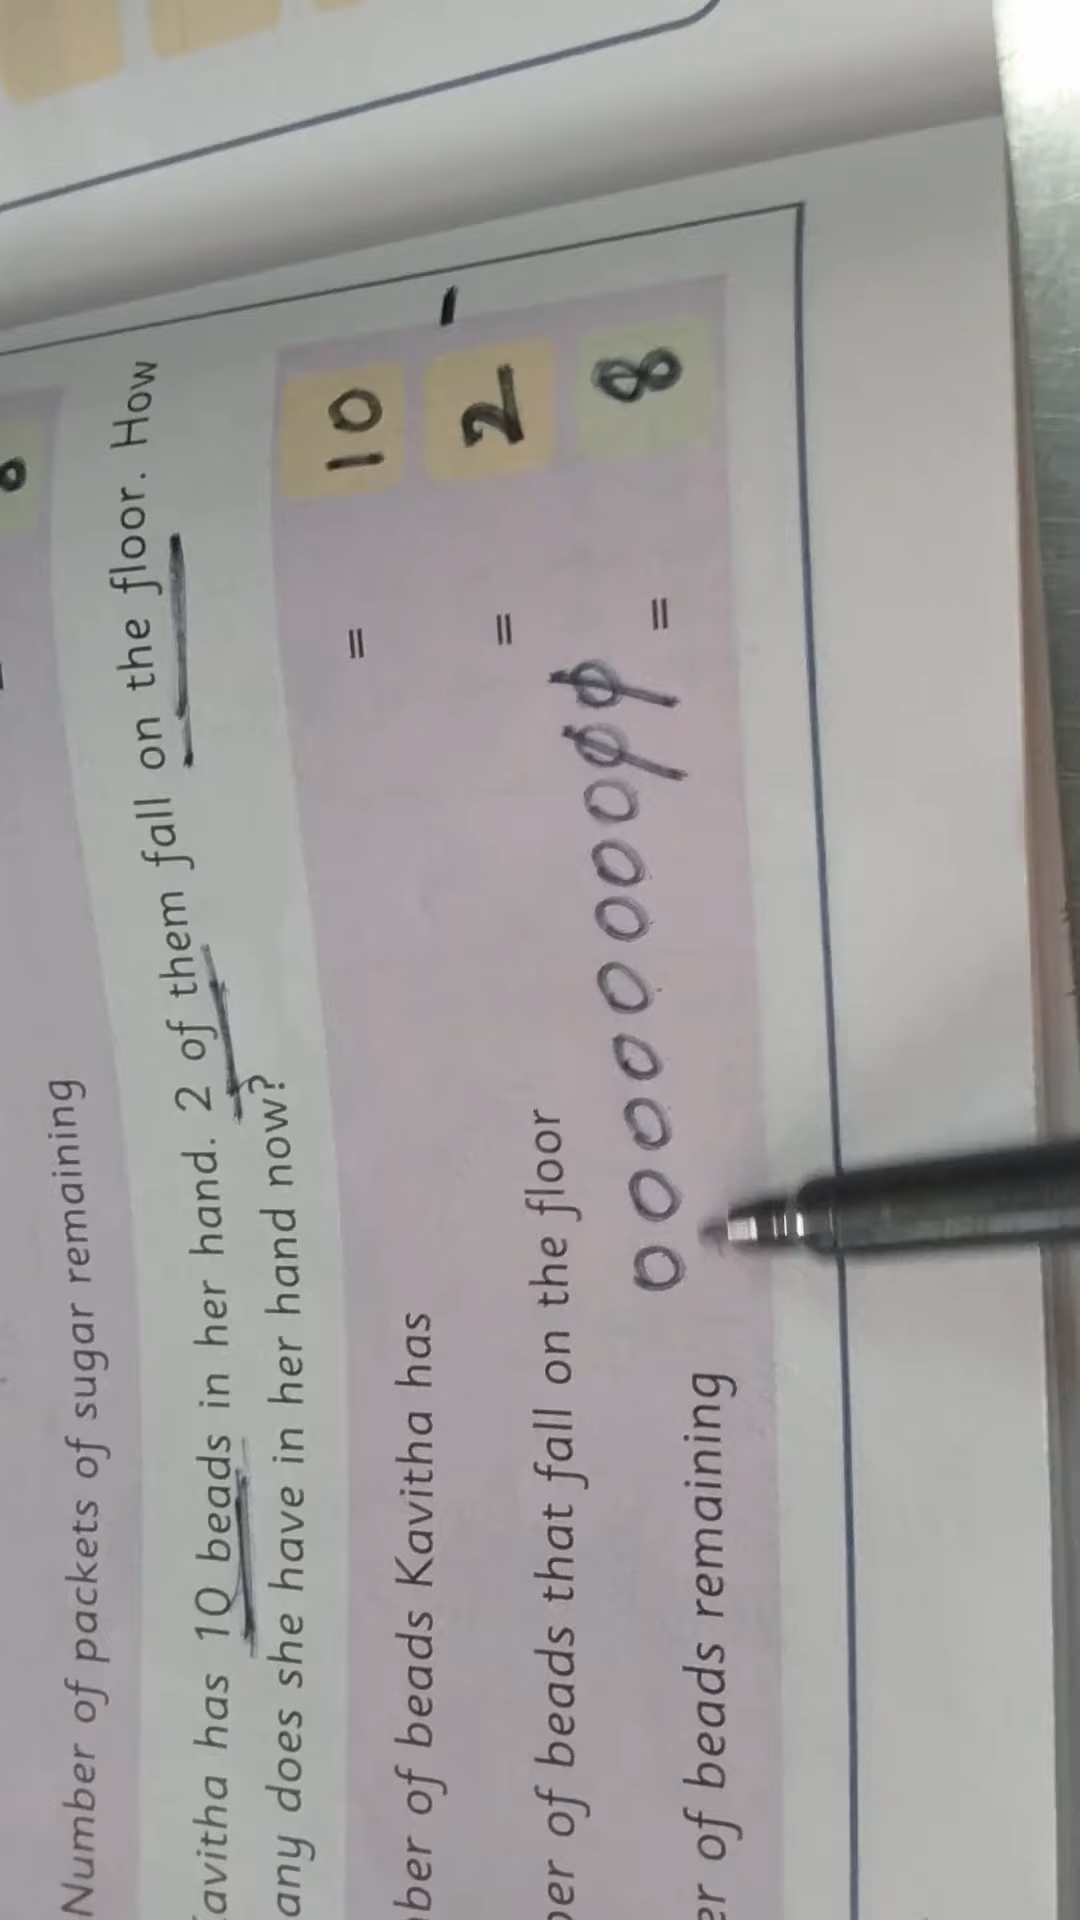 Number of packets of sugar remaining
avitha has 10 beads in her hand. 2 of them fall on the floor. How
any does she have in her hand now?
ber of beads Kavitha has = 10
er of beads that fall on the floor = 2 -
er of beads remaining = 8